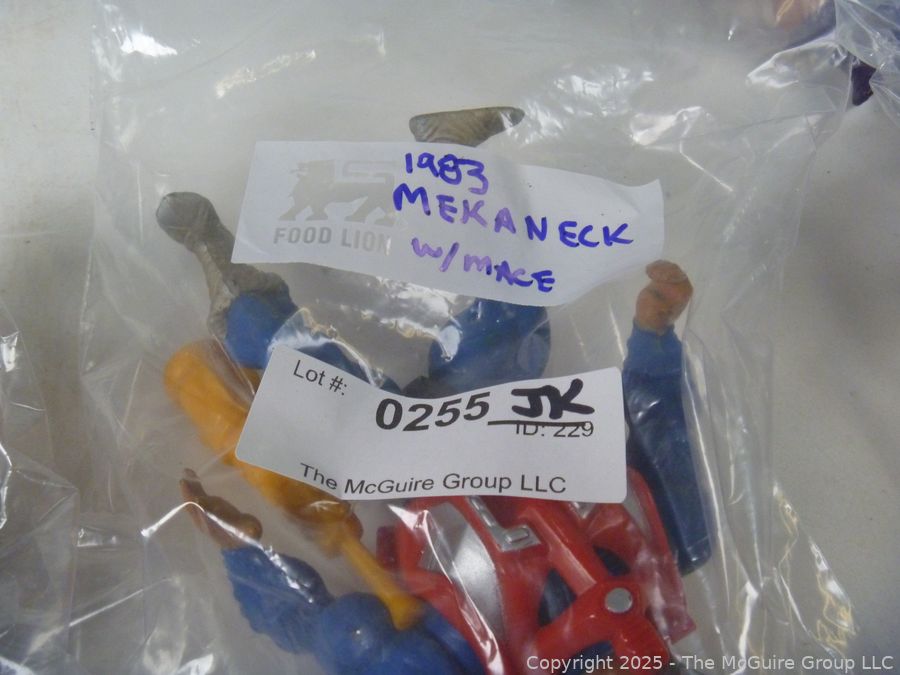 1983
MEKANECK
FOOD LION
W/MACE
Lot #:
0255 JK
ID: 229
The McGuire Group LLC
Copyright 2025 - The McGuire Group LLC